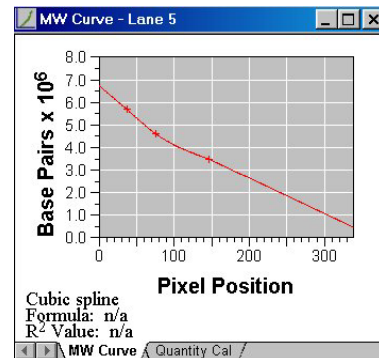 MW Curve - Lane 5
Base Pairs x 10⁶
8.0
7.0
6.0
5.0
4.0
3.0
2.0
1.0
0.0
0 100 200 300
Pixel Position
Cubic spline
Formula: n/a
R² Value: n/a
MW Curve Quantity Cal